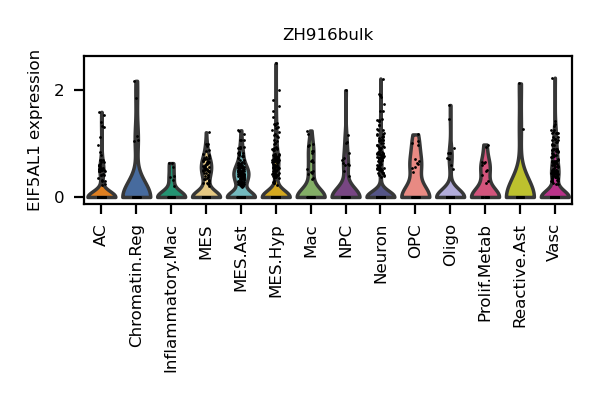 ZH916bulk
EIF5AL1 expression
2
0
AC
Chromatin.Reg
Inflammatory.Mac
MES
MES.Ast
MES.Hyp
Mac
NPC
Neuron
OPC
Oligo
Prolif.Metab
Reactive.Ast
Vasc